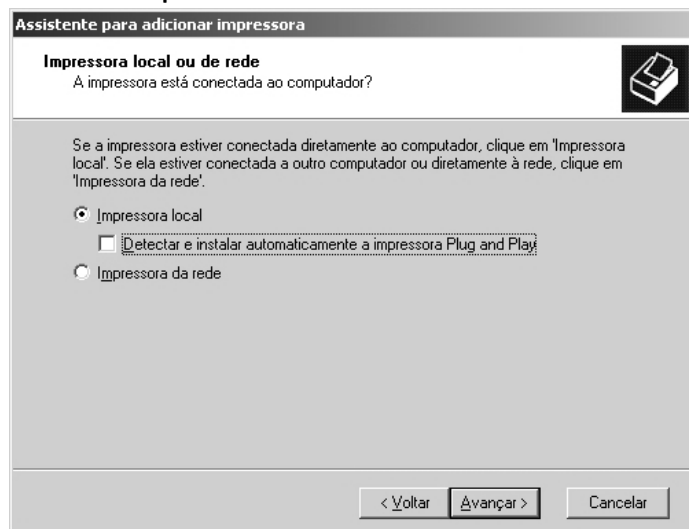 Assistente para adicionar impressora
Impressora local ou de rede
A impressora está conectada ao computador?
Se a impressora estiver conectada diretamente ao computador, clique em 'Impressora
local'. Se ela estiver conectada a outro computador ou diretamente à rede, clique em
'Impressora da rede'.
Impressora local
Detectar e instalar automaticamente a impressora Plug and Play
Impressora da rede
< Voltar Avançar > Cancelar